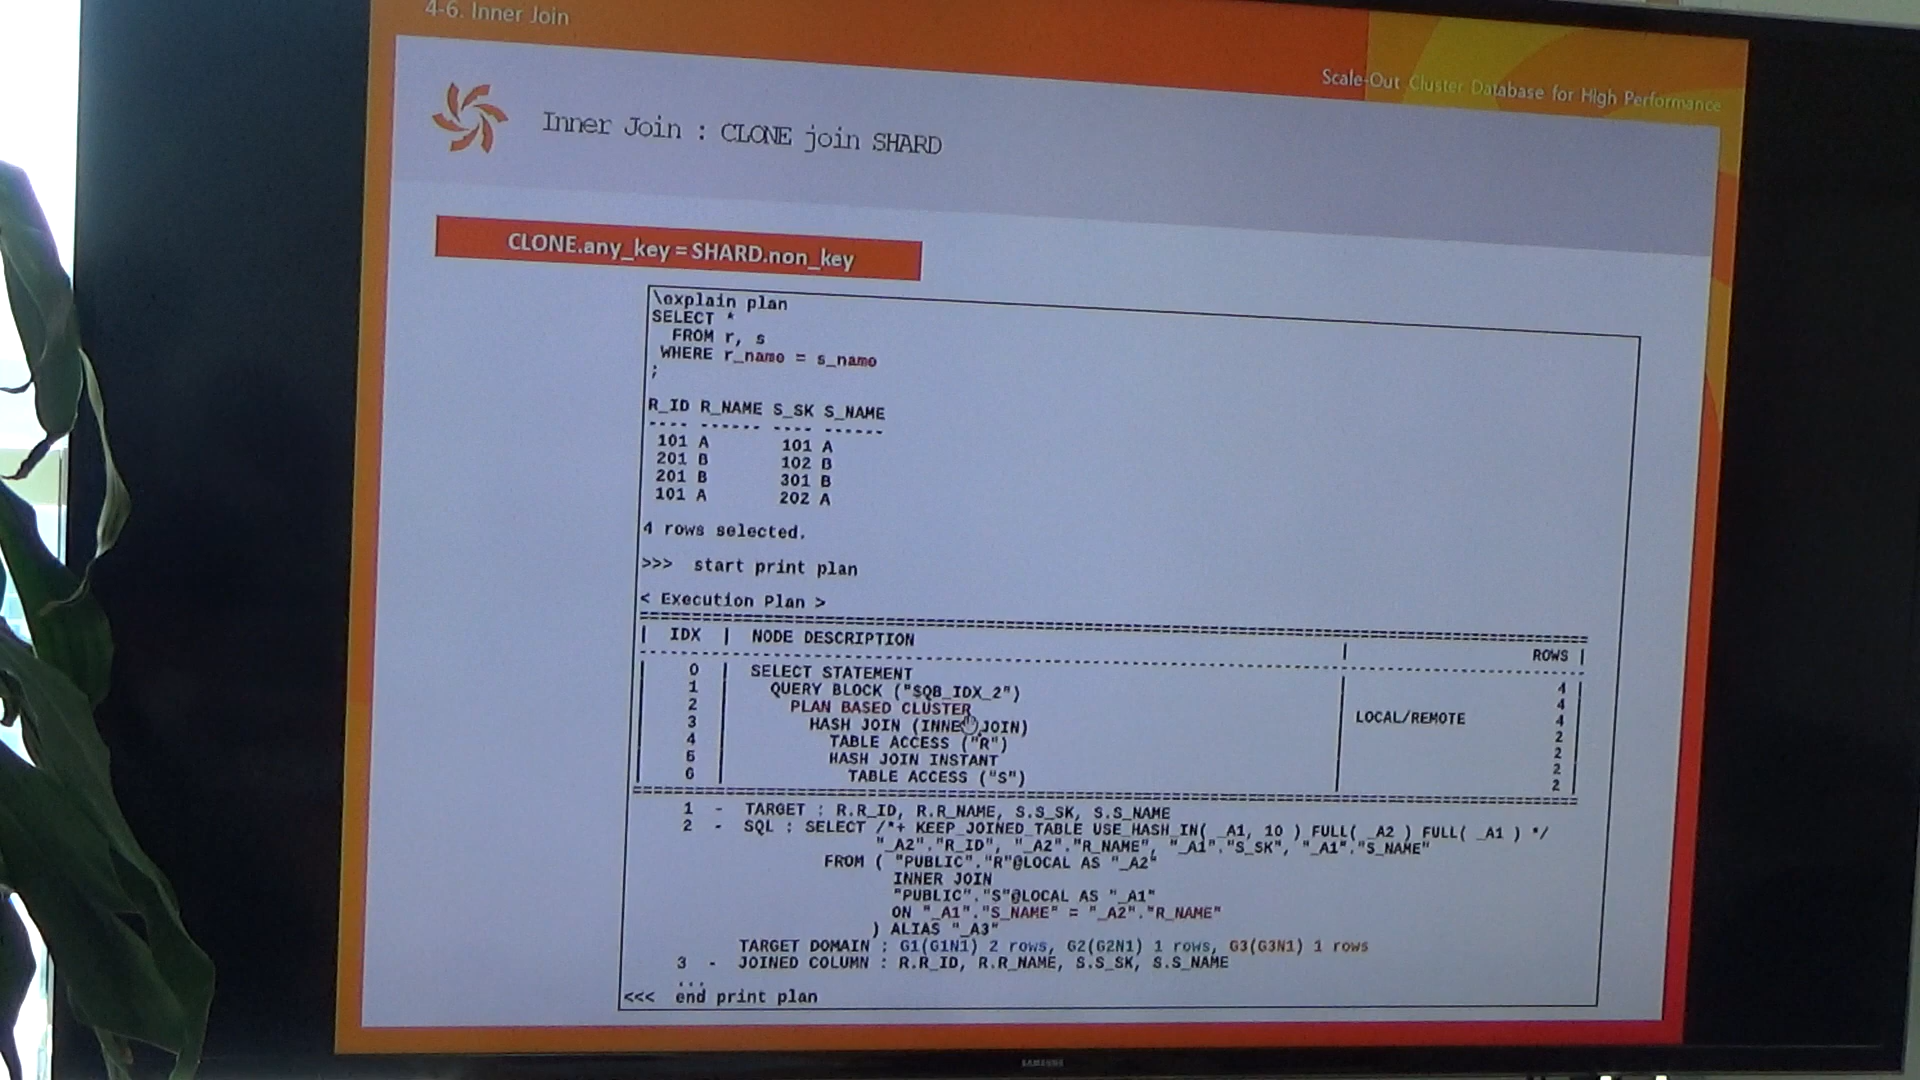 4-6. Inner Join
Scale-Out Cluster Database for High Performance
Inner Join : CLONE join SHARD
CLONE.any_key = SHARD.non_key
\explain plan
SELECT *
FROM r, s
WHERE r_name = s_name
;
R_ID R_NAME S_SK S_NAME
---- ------ ---- ------
101 A 101 A
201 B 102 B
201 B 301 B
101 A 202 A
4 rows selected.
>>> start print plan
< Execution Plan >
| IDX | NODE DESCRIPTION | ROWS |
| 0 | SELECT STATEMENT | 4 |
| 1 | QUERY BLOCK ("$QB_IDX_2") | 4 |
| 2 | PLAN BASED CLUSTER | LOCAL/REMOTE 4 |
| 3 | HASH JOIN (INNER JOIN) | 2 |
| 4 | TABLE ACCESS ("R") | 2 |
| 5 | HASH JOIN INSTANT | 2 |
| 6 | TABLE ACCESS ("S") | 2 |
1 - TARGET : R.R_ID, R.R_NAME, S.S_SK, S.S_NAME
2 - SQL : SELECT /*+ KEEP_JOINED_TABLE USE_HASH_IN( _A1, 10 ) FULL( _A2 ) FULL( _A1 ) */
"_A2"."R_ID", "_A2"."R_NAME", "_A1"."S_SK", "_A1"."S_NAME"
FROM ( "PUBLIC"."R"@LOCAL AS "_A2"
INNER JOIN
"PUBLIC"."S"@LOCAL AS "_A1"
ON "_A1"."S_NAME" = "_A2"."R_NAME"
) ALIAS "_A3"
TARGET DOMAIN : G1(G1N1) 2 rows, G2(G2N1) 1 rows, G3(G3N1) 1 rows
3 - JOINED COLUMN : R.R_ID, R.R_NAME, S.S_SK, S.S_NAME
...
<<< end print plan
SAMSUNG